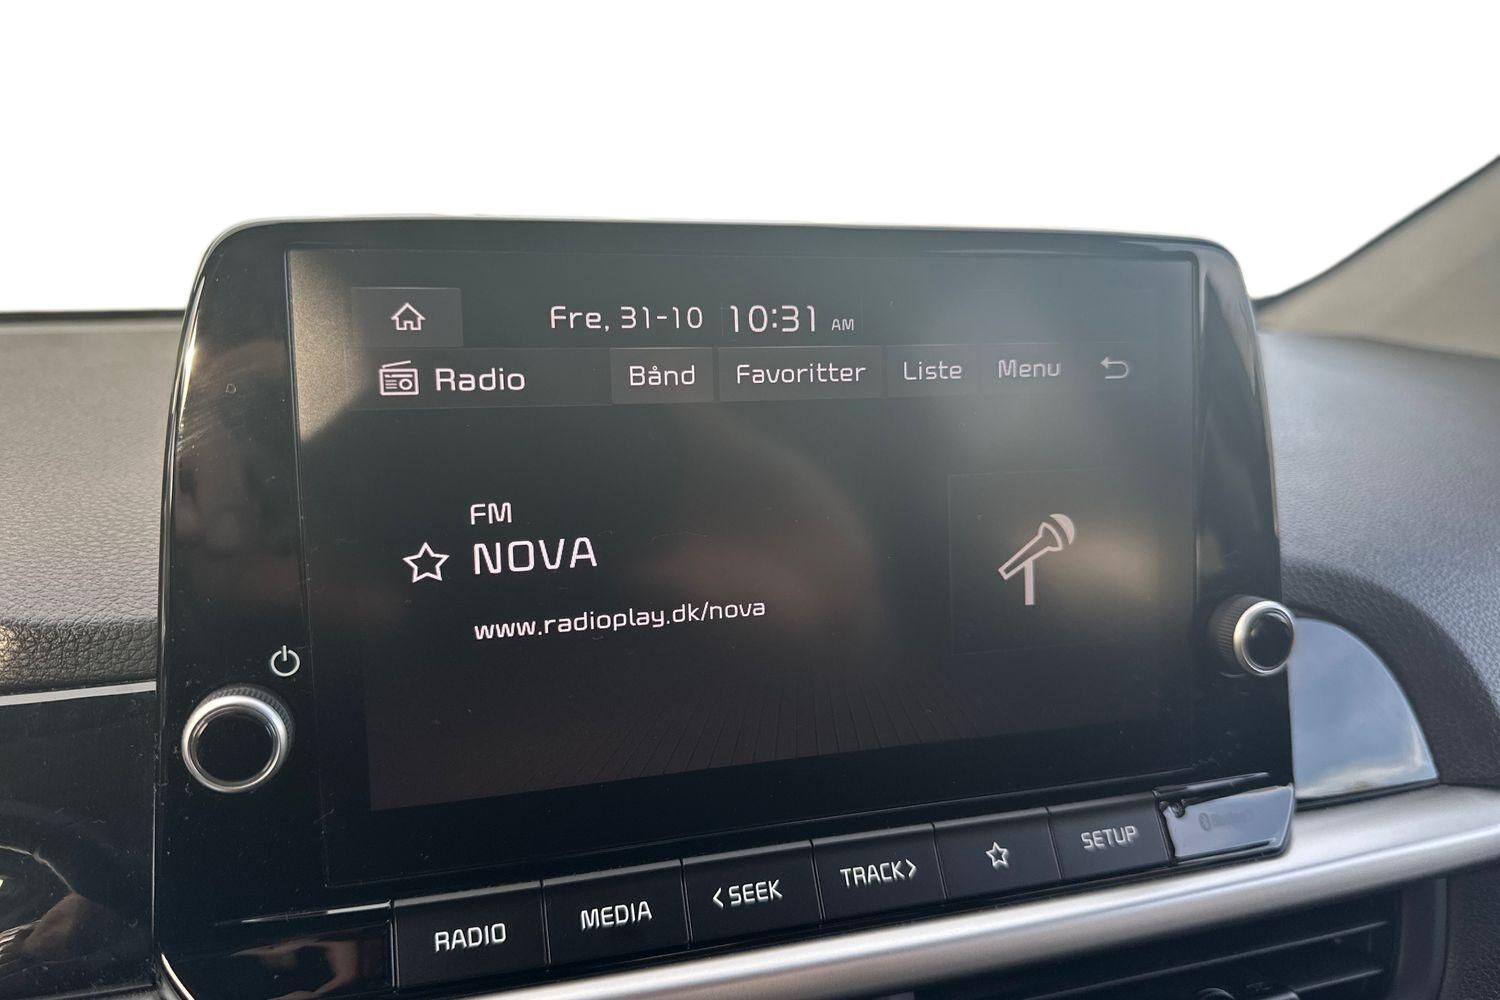 Fre, 31-10 10:31 AM
Radio Bånd Favoritter Liste Menu
FM
NOVA
www.radioplay.dk/nova
RADIO MEDIA <SEEK TRACK> SETUP